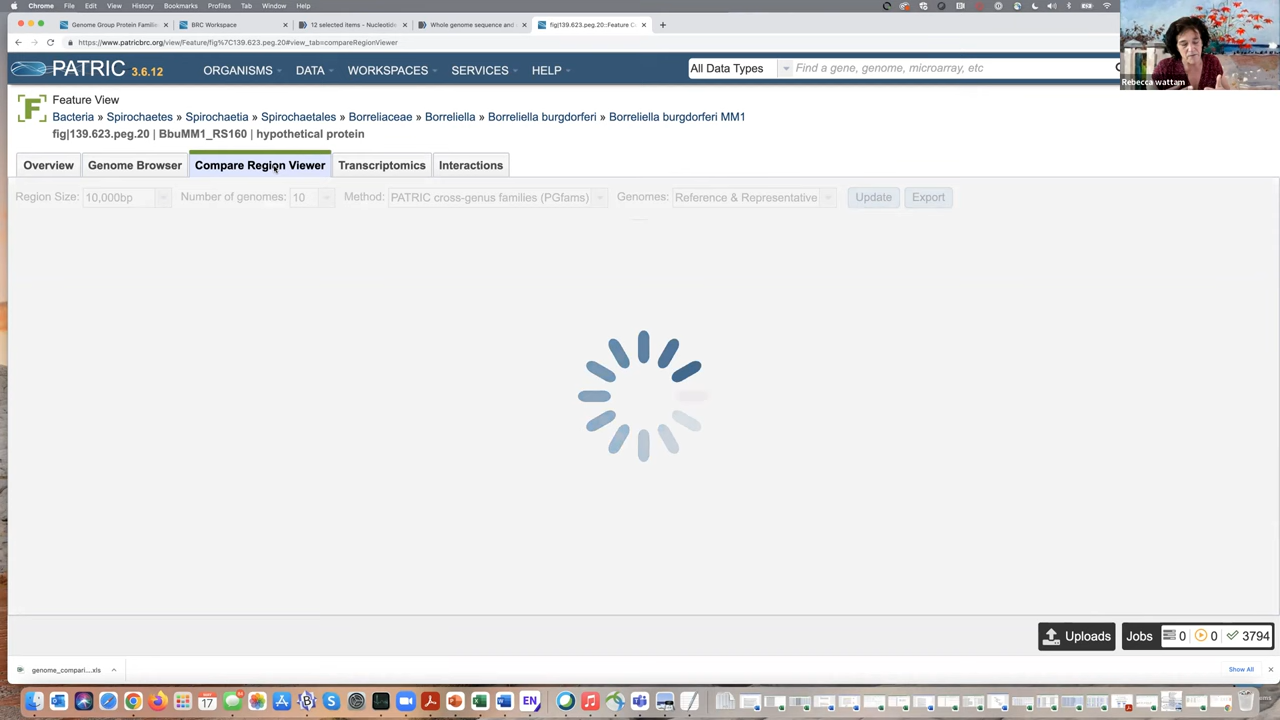 Chrome File Edit View History Bookmarks Profiles Tab Window Help
Genome Group Protein Famili
BRC Workspace
12 selected items - Nucleotide
Whole genome sequence and
fig|139.623.peg.20::Feature C
https://www.patricbrc.org/view/Feature/fig%7C139.623.peg.20#view_tab=compareRegionViewer
PATRIC 3.6.12
ORGANISMS DATA WORKSPACES SERVICES HELP
All Data Types
Find a gene, genome, microarray, etc
Rebecca wattam
F
Feature View
Bacteria » Spirochaetes » Spirochaetia » Spirochaetales » Borreliaceae » Borreliella » Borreliella burgdorferi » Borreliella burgdorferi MM1
fig|139.623.peg.20 | BbuMM1_RS160 | hypothetical protein
Overview Genome Browser Compare Region Viewer Transcriptomics Interactions
Region Size: 10,000bp Number of genomes: 10 Method: PATRIC cross-genus families (PGfams) Genomes: Reference & Representative Update Export
Uploads
Jobs 0 0 3794
genome_compari....xls
Show All
17
EN